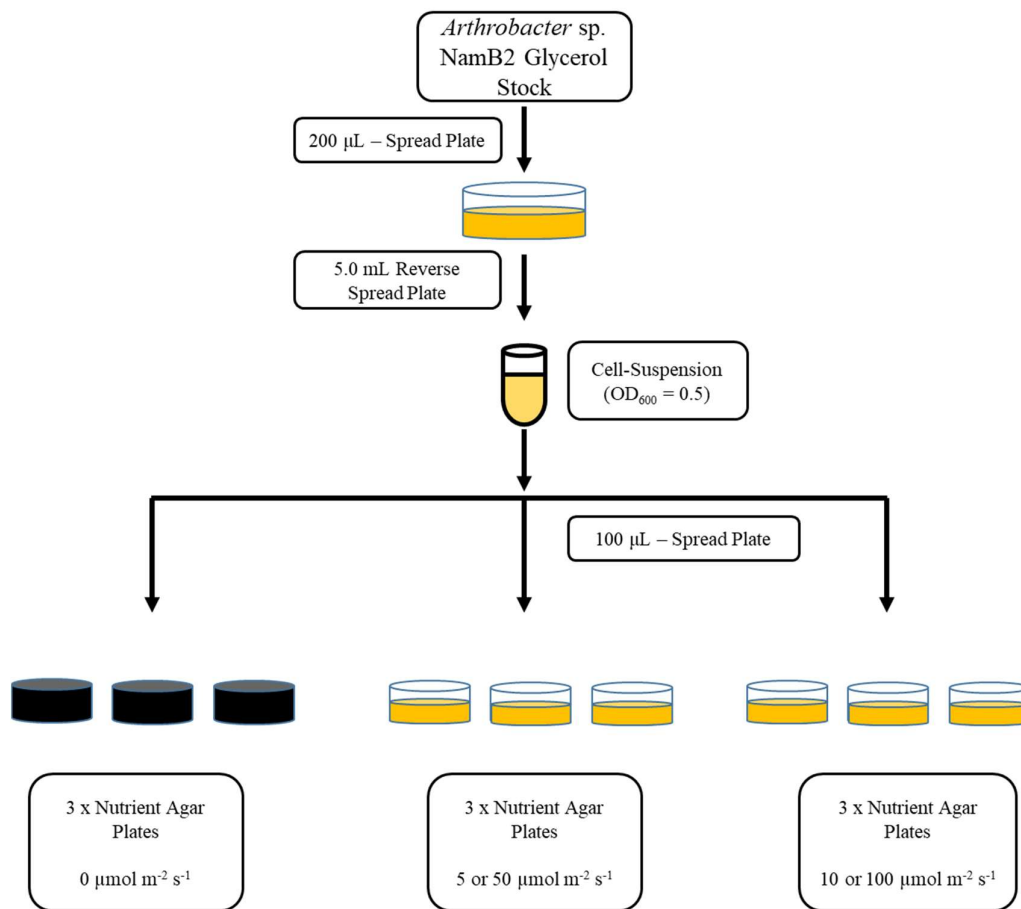 Arthrobacter sp.
NamB2 Glycerol
Stock
200 μL – Spread Plate
5.0 mL Reverse
Spread Plate
Cell-Suspension
(OD₆₀₀ = 0.5)
100 μL – Spread Plate
3 x Nutrient Agar
Plates
0 μmol m⁻² s⁻¹
3 x Nutrient Agar
Plates
5 or 50 μmol m⁻² s⁻¹
3 x Nutrient Agar
Plates
10 or 100 μmol m⁻² s⁻¹